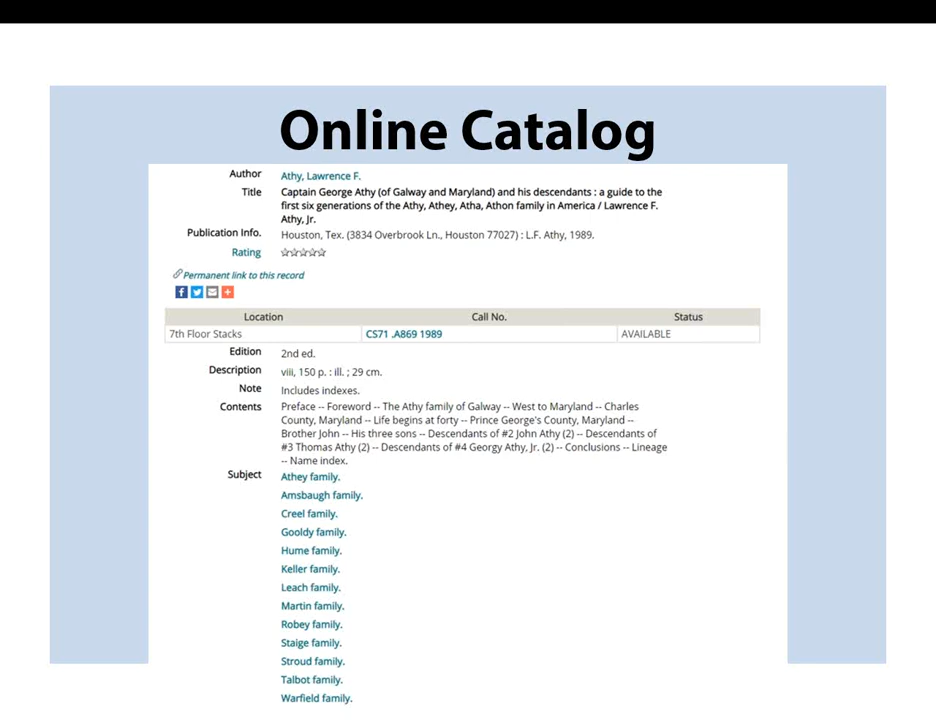 Online Catalog
Author Athy, Lawrence F.
Title Captain George Athy (of Galway and Maryland) and his descendants : a guide to the
first six generations of the Athy, Athey, Atha, Athon family in America / Lawrence F.
Athy, Jr.
Publication Info. Houston, Tex. (3834 Overbrook Ln., Houston 77027) : L.F. Athy, 1989.
Rating
Permanent link to this record
Location Call No. Status
7th Floor Stacks CS71 .A869 1989 AVAILABLE
Edition 2nd ed.
Description viii, 150 p. : ill. ; 29 cm.
Note Includes indexes.
Contents Preface -- Foreword -- The Athy family of Galway -- West to Maryland -- Charles
County, Maryland -- Life begins at forty -- Prince George's County, Maryland --
Brother John -- His three sons -- Descendants of #2 John Athy (2) -- Descendants of
#3 Thomas Athy (2) -- Descendants of #4 Georgy Athy, Jr. (2) -- Conclusions -- Lineage
-- Name index.
Subject Athey family.
Amsbaugh family.
Creel family.
Gooldy family.
Hume family.
Keller family.
Leach family.
Martin family.
Robey family.
Staige family.
Stroud family.
Talbot family.
Warfield family.